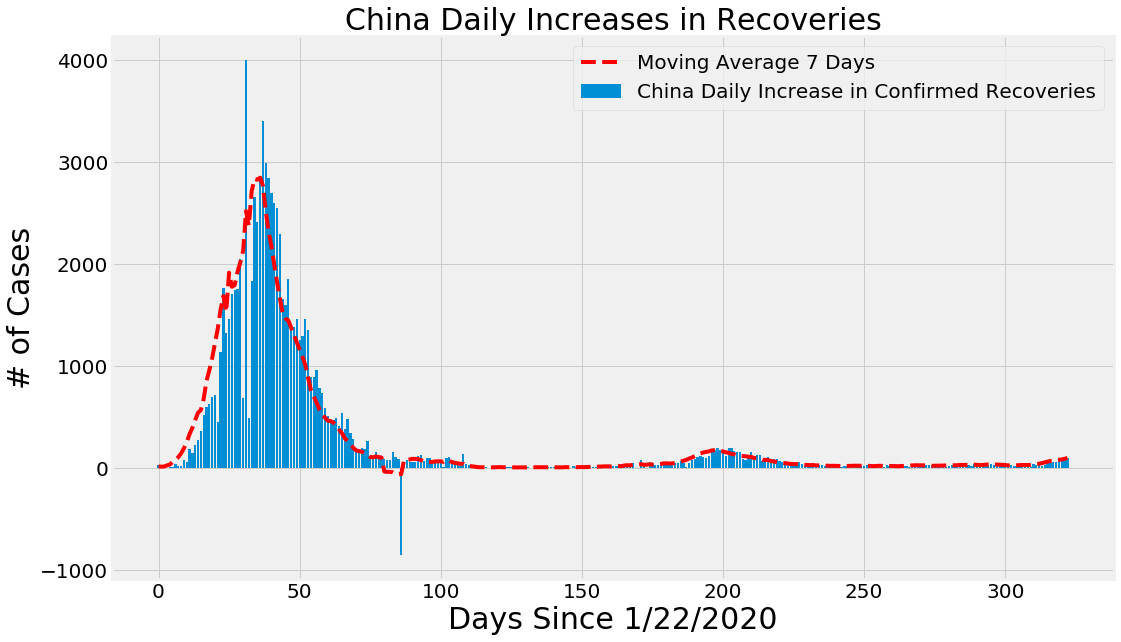 China Daily Increases in Recoveries
Moving Average 7 Days
China Daily Increase in Confirmed Recoveries
4000
3000
2000
1000
0
−1000
# of Cases
0 50 100 150 200 250 300
Days Since 1/22/2020